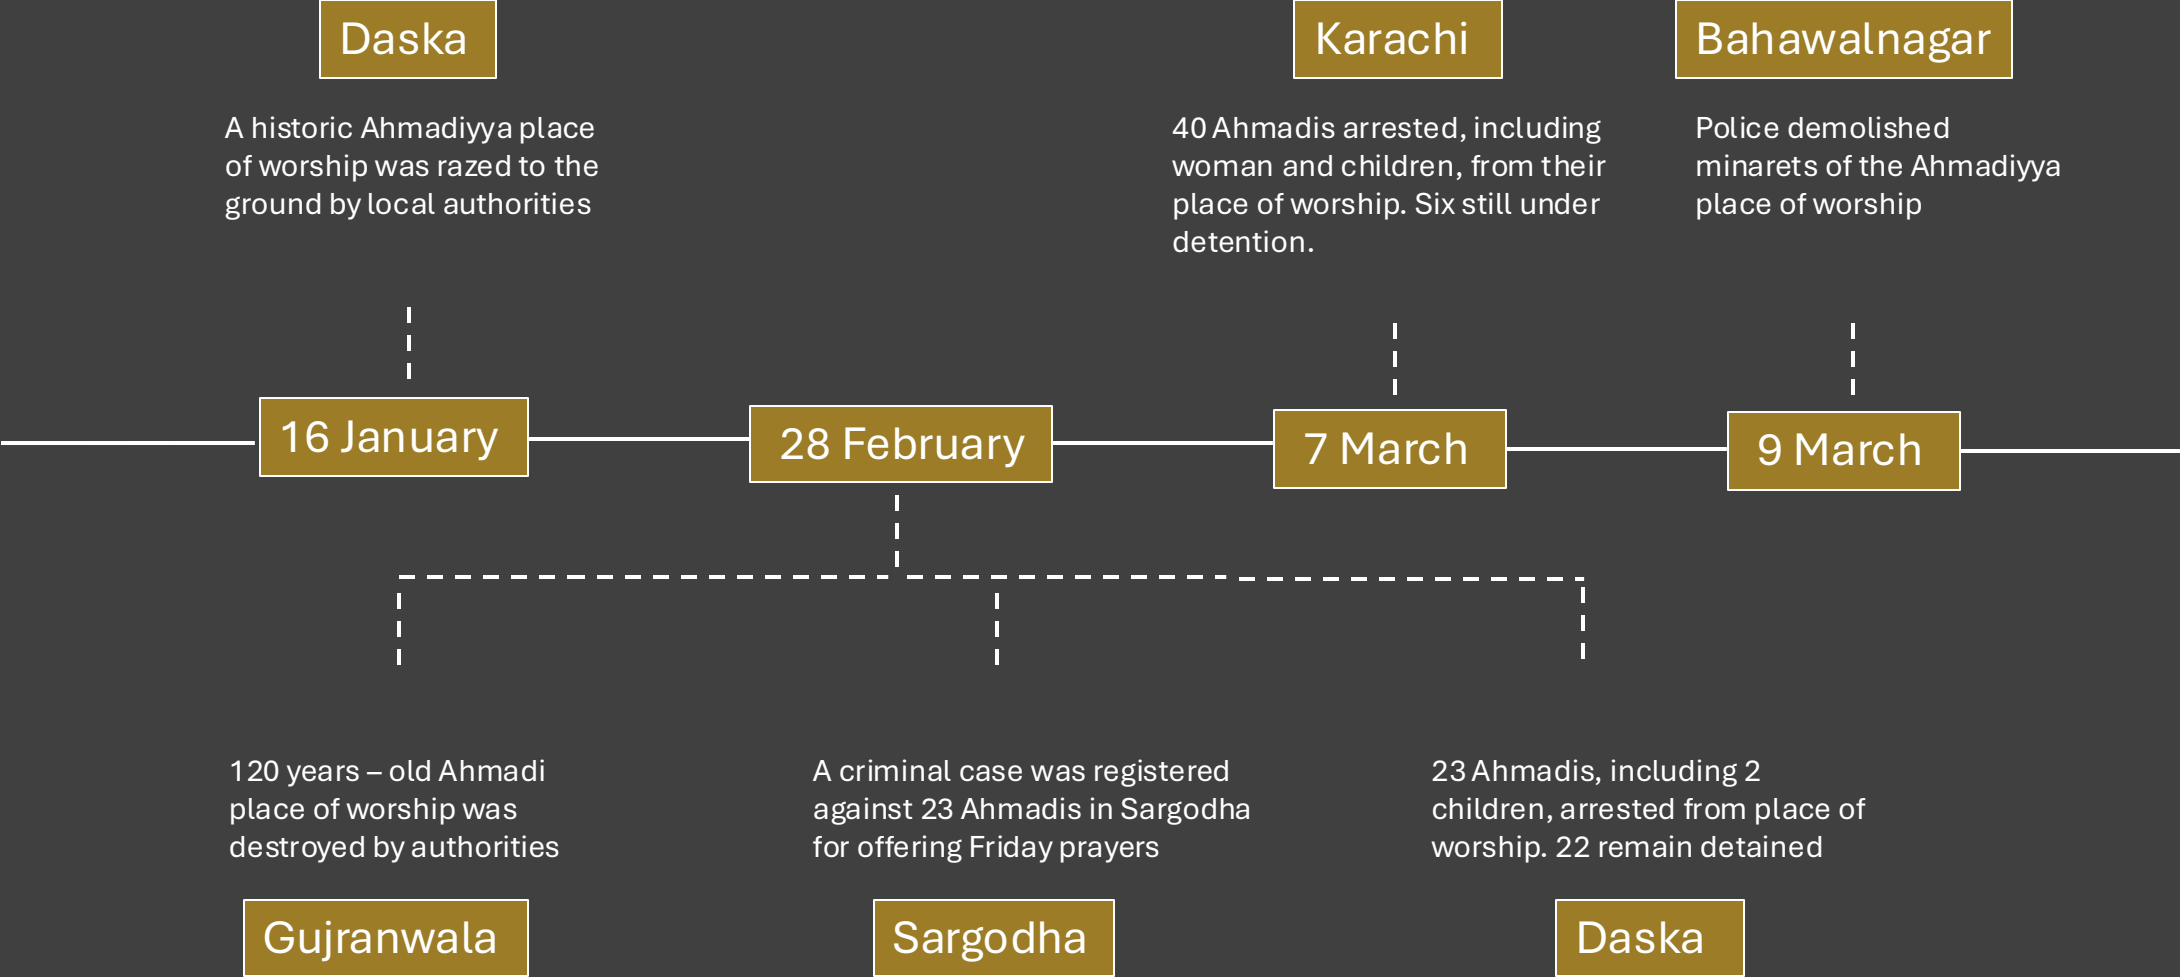 Daska
A historic Ahmadiyya place
of worship was razed to the
ground by local authorities
Karachi
40 Ahmadis arrested, including
woman and children, from their
place of worship. Six still under
detention.
Bahawalnagar
Police demolished
minarets of the Ahmadiyya
place of worship
16 January
28 February
7 March
9 March
120 years – old Ahmadi
place of worship was
destroyed by authorities
Gujranwala
A criminal case was registered
against 23 Ahmadis in Sargodha
for offering Friday prayers
Sargodha
23 Ahmadis, including 2
children, arrested from place of
worship. 22 remain detained
Daska